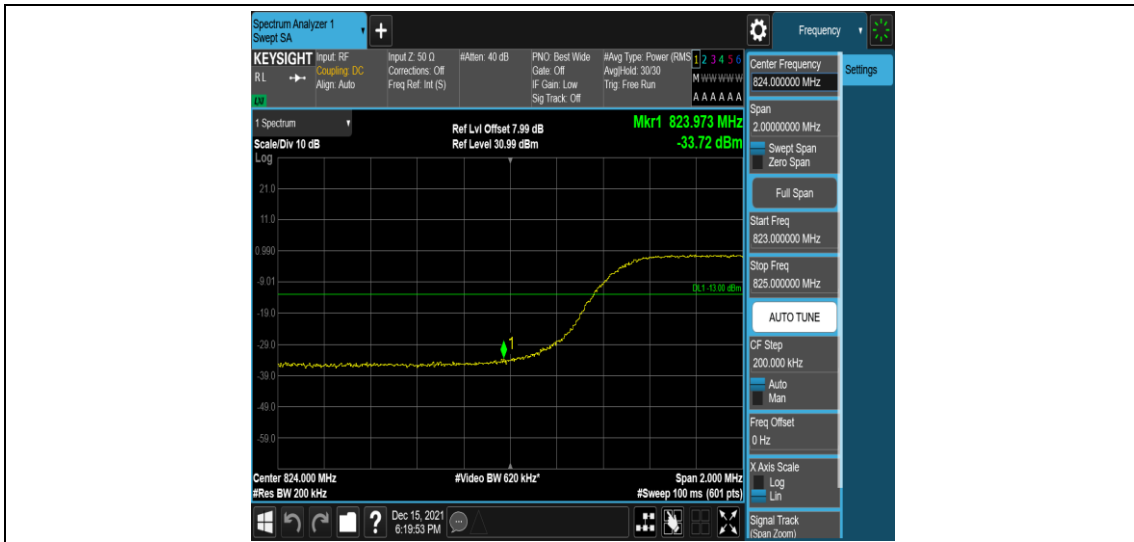 Spectrum Analyzer 1
Swept SA
+
Frequency
KEYSIGHT
RL
LXI
Input: RF
Coupling: DC
Align: Auto
Input Z: 50 Ω
Corrections: Off
Freq Ref: Int (S)
#Atten: 40 dB
PNO: Best Wide
Gate: Off
IF Gain: Low
Sig Track: Off
#Avg Type: Power (RMS
Avg|Hold: 30/30
Trig: Free Run
1 2 3 4 5 6
M W W W W W
A A A A A A
1 Spectrum
Scale/Div 10 dB
Ref Lvl Offset 7.99 dB
Ref Level 30.99 dBm
Mkr1 823.973 MHz
-33.72 dBm
Log
21.0
11.0
0.990
-9.01
-19.0
-29.0
-39.0
-49.0
-59.0
DL1 -13.00 dBm
1
Center 824.000 MHz
#Res BW 200 kHz
#Video BW 620 kHz*
Span 2.000 MHz
#Sweep 100 ms (601 pts)
?
Dec 15, 2021
6:19:53 PM
Center Frequency
824.000000 MHz
Settings
Span
2.00000000 MHz
Swept Span
Zero Span
Full Span
Start Freq
823.000000 MHz
Stop Freq
825.000000 MHz
AUTO TUNE
CF Step
200.000 kHz
Auto
Man
Freq Offset
0 Hz
X Axis Scale
Log
Lin
Signal Track
(Span Zoom)